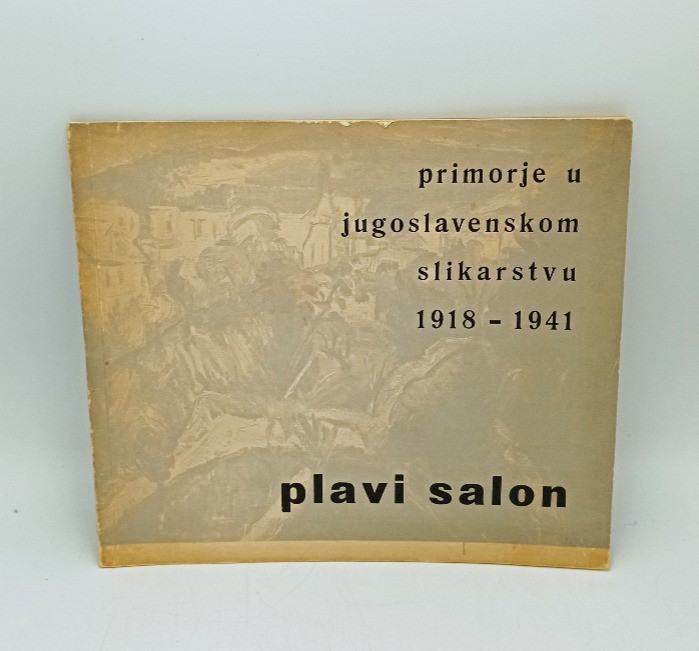 primorje u
jugoslavenskom
slikarstvu
1918 – 1941
plavi salon